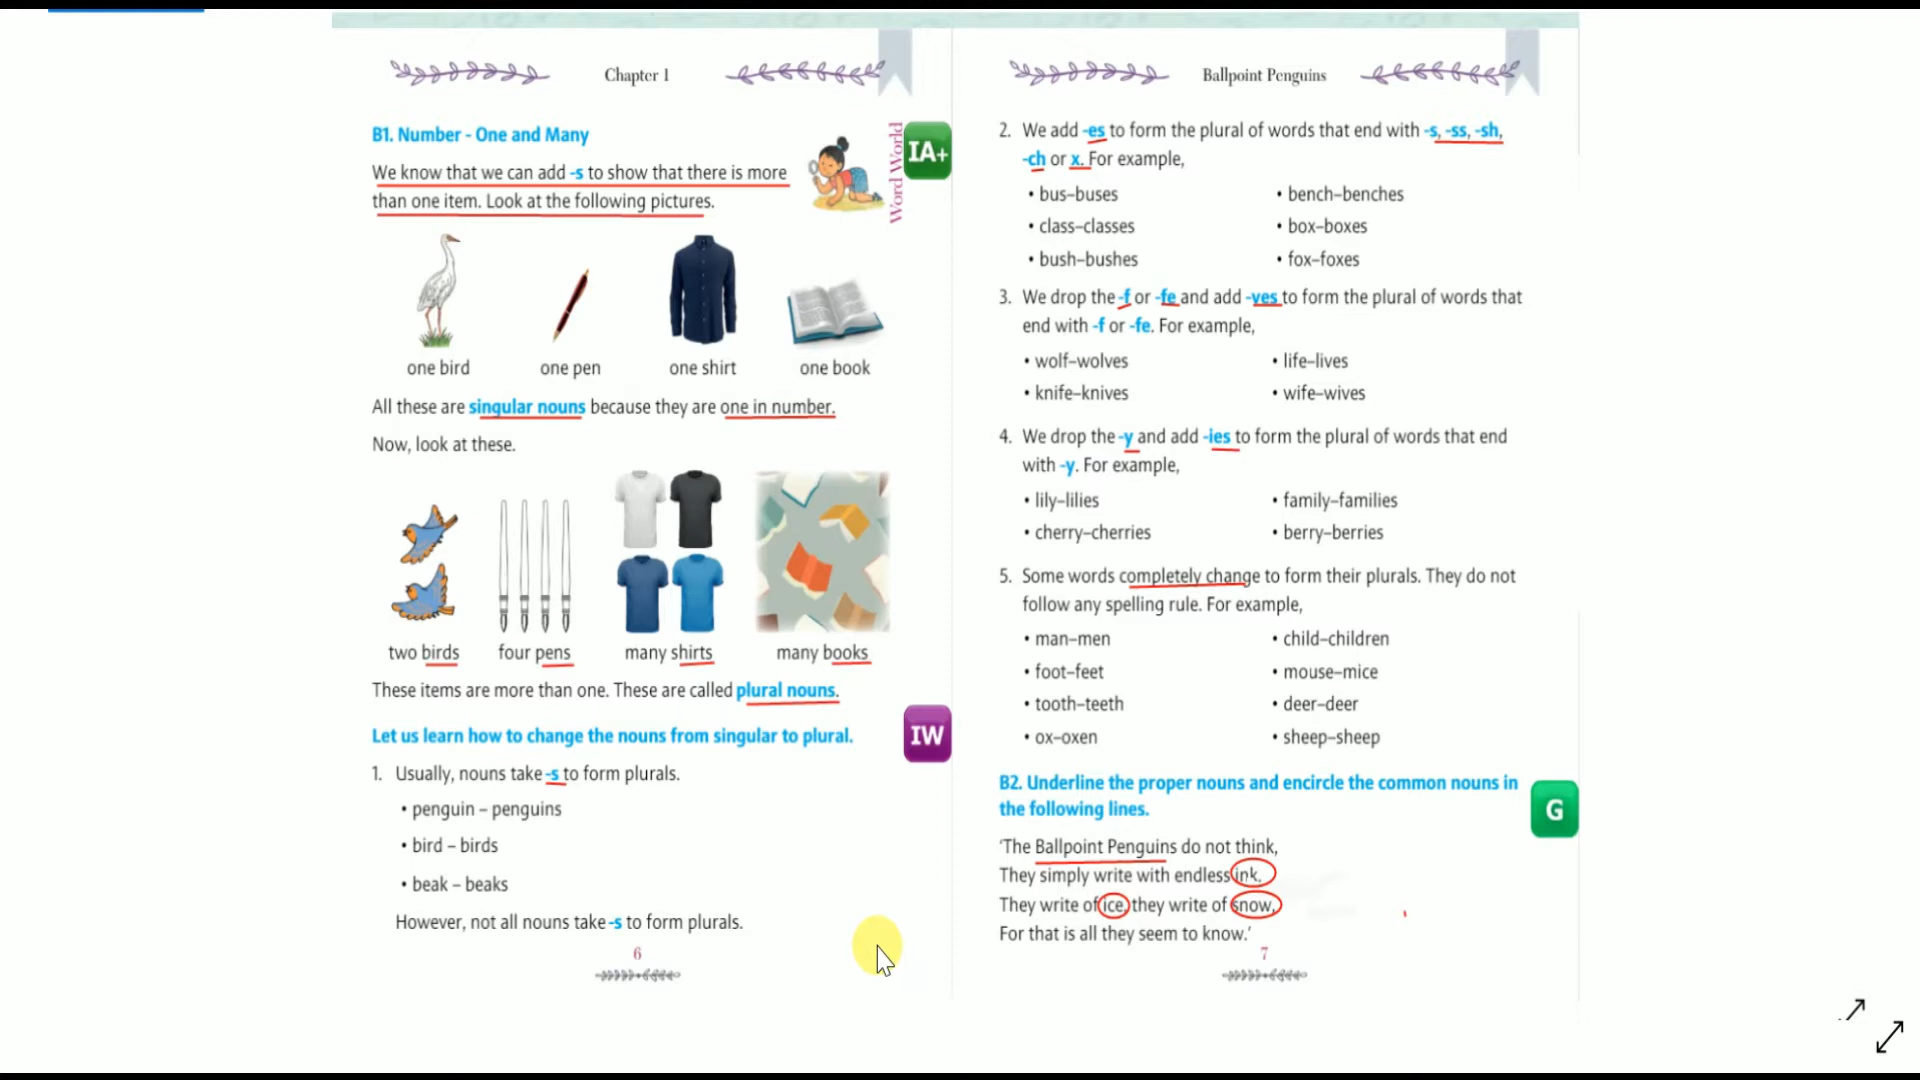 Chapter 1
B1. Number - One and Many
We know that we can add -s to show that there is more
than one item. Look at the following pictures.
Word World
IA+
one bird
one pen
one shirt
one book
All these are singular nouns because they are one in number.
Now, look at these.
two birds
four pens
many shirts
many books
These items are more than one. These are called plural nouns.
IW
Let us learn how to change the nouns from singular to plural.
1. Usually, nouns take -s to form plurals.
• penguin – penguins
• bird – birds
• beak – beaks
However, not all nouns take -s to form plurals.
6
Ballpoint Penguins
2. We add -es to form the plural of words that end with -s, -ss, -sh,
-ch or x. For example,
• bus–buses
• bench–benches
• class–classes
• box–boxes
• bush–bushes
• fox–foxes
3. We drop the -f or -fe and add -ves to form the plural of words that
end with -f or -fe. For example,
• wolf–wolves
• life–lives
• knife–knives
• wife–wives
4. We drop the -y and add -ies to form the plural of words that end
with -y. For example,
• lily–lilies
• family–families
• cherry–cherries
• berry–berries
5. Some words completely change to form their plurals. They do not
follow any spelling rule. For example,
• man–men
• child–children
• foot–feet
• mouse–mice
• tooth–teeth
• deer–deer
• ox–oxen
• sheep–sheep
B2. Underline the proper nouns and encircle the common nouns in
the following lines.
G
‘The Ballpoint Penguins do not think,
They simply write with endless ink.
They write of ice, they write of snow,
For that is all they seem to know.’
7